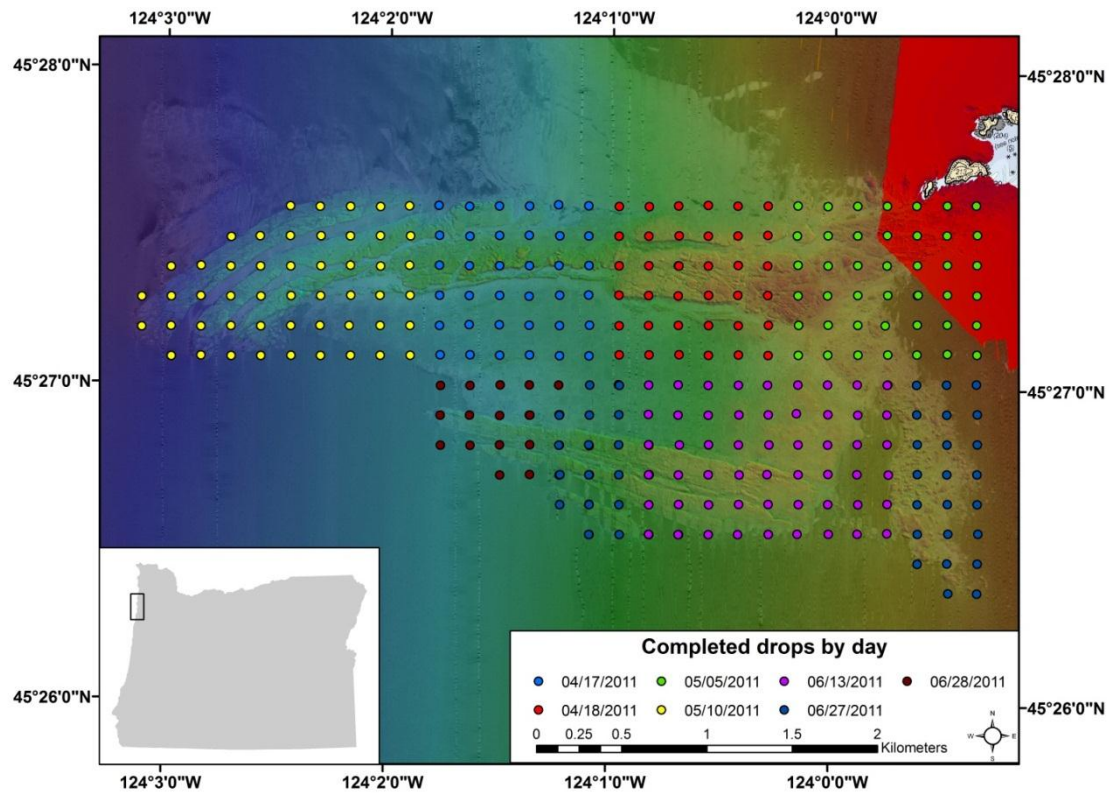 124°3'0"W 124°2'0"W 124°1'0"W 124°0'0"W
45°28'0"N 45°28'0"N
45°27'0"N 45°27'0"N
45°26'0"N 45°26'0"N
Completed drops by day
04/17/2011 05/05/2011 06/13/2011 06/28/2011
04/18/2011 05/10/2011 06/27/2011
0 0.25 0.5 1 1.5 2
Kilometers
N
W E
S
124°3'0"W 124°2'0"W 124°1'0"W 124°0'0"W